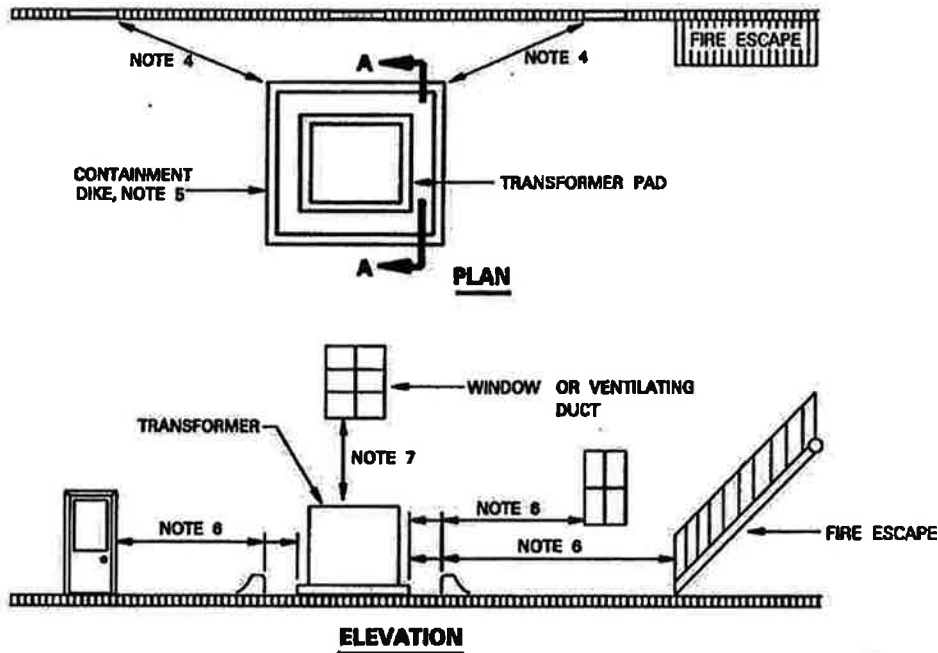 FIRE ESCAPE
NOTE 4
A
NOTE 4
CONTAINMENT
DIKE, NOTE 5
TRANSFORMER PAD
A
PLAN
WINDOW OR VENTILATING
DUCT
TRANSFORMER
NOTE 7
NOTE 6
NOTE 6
NOTE 6
FIRE ESCAPE
ELEVATION